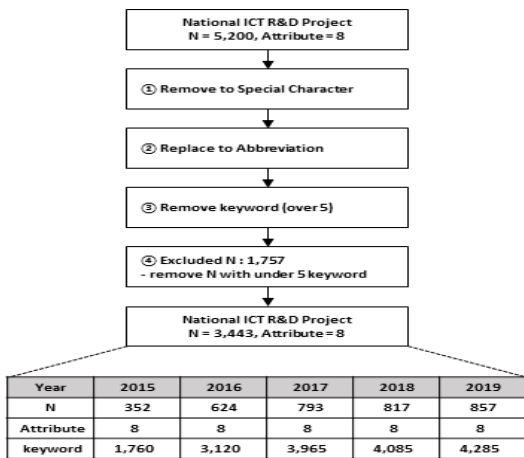 National ICT R&D Project
N = 5,200, Attribute = 8
① Remove to Special Character
② Replace to Abbreviation
③ Remove keyword (over 5)
④ Excluded N : 1,757
- remove N with under 5 keyword
National ICT R&D Project
N = 3,443, Attribute = 8
Year 2015 2016 2017 2018 2019
N 352 624 793 817 857
Attribute 8 8 8 8 8
keyword 1,760 3,120 3,965 4,085 4,285